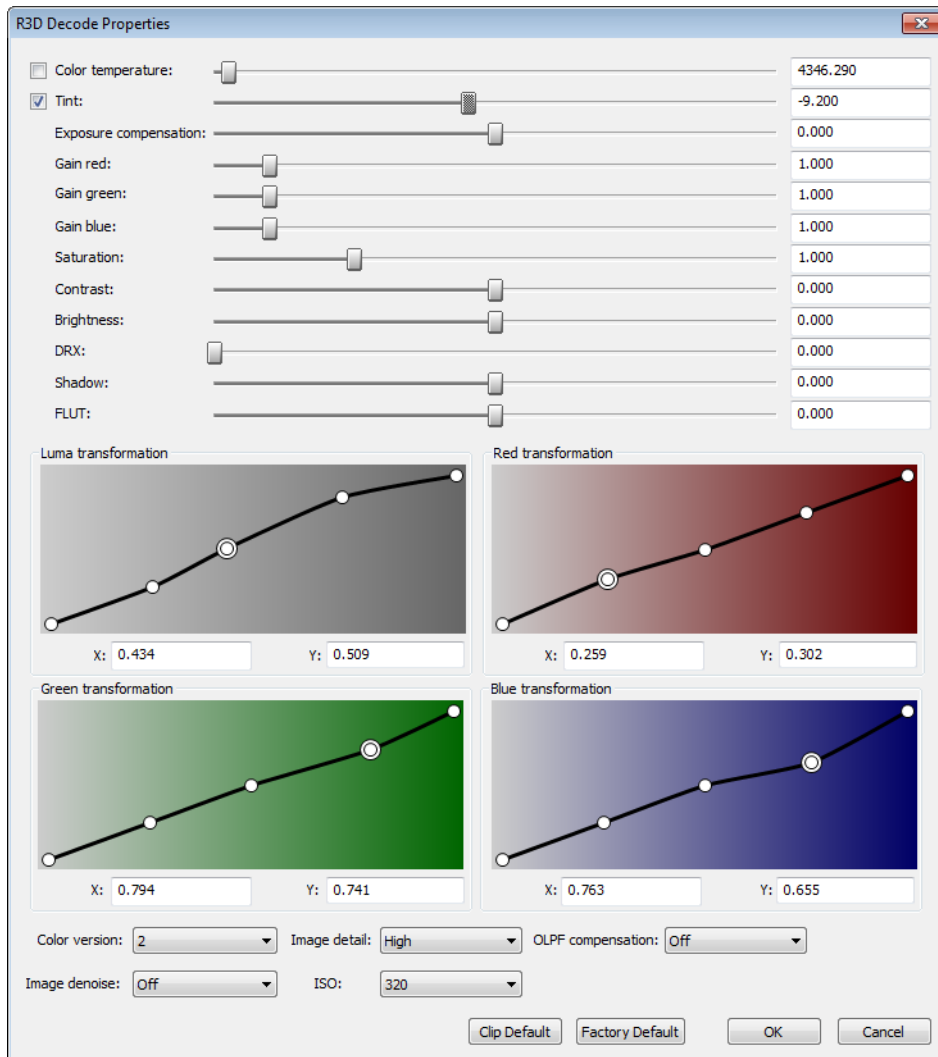 R3D Decode Properties
Color temperature: 4346.290
Tint: -9.200
Exposure compensation: 0.000
Gain red: 1.000
Gain green: 1.000
Gain blue: 1.000
Saturation: 1.000
Contrast: 0.000
Brightness: 0.000
DRX: 0.000
Shadow: 0.000
FLUT: 0.000
Luma transformation Red transformation
X: 0.434 Y: 0.509 X: 0.259 Y: 0.302
Green transformation Blue transformation
X: 0.794 Y: 0.741 X: 0.763 Y: 0.655
Color version: 2 Image detail: High OLPF compensation: Off
Image denoise: Off ISO: 320
Clip Default Factory Default OK Cancel